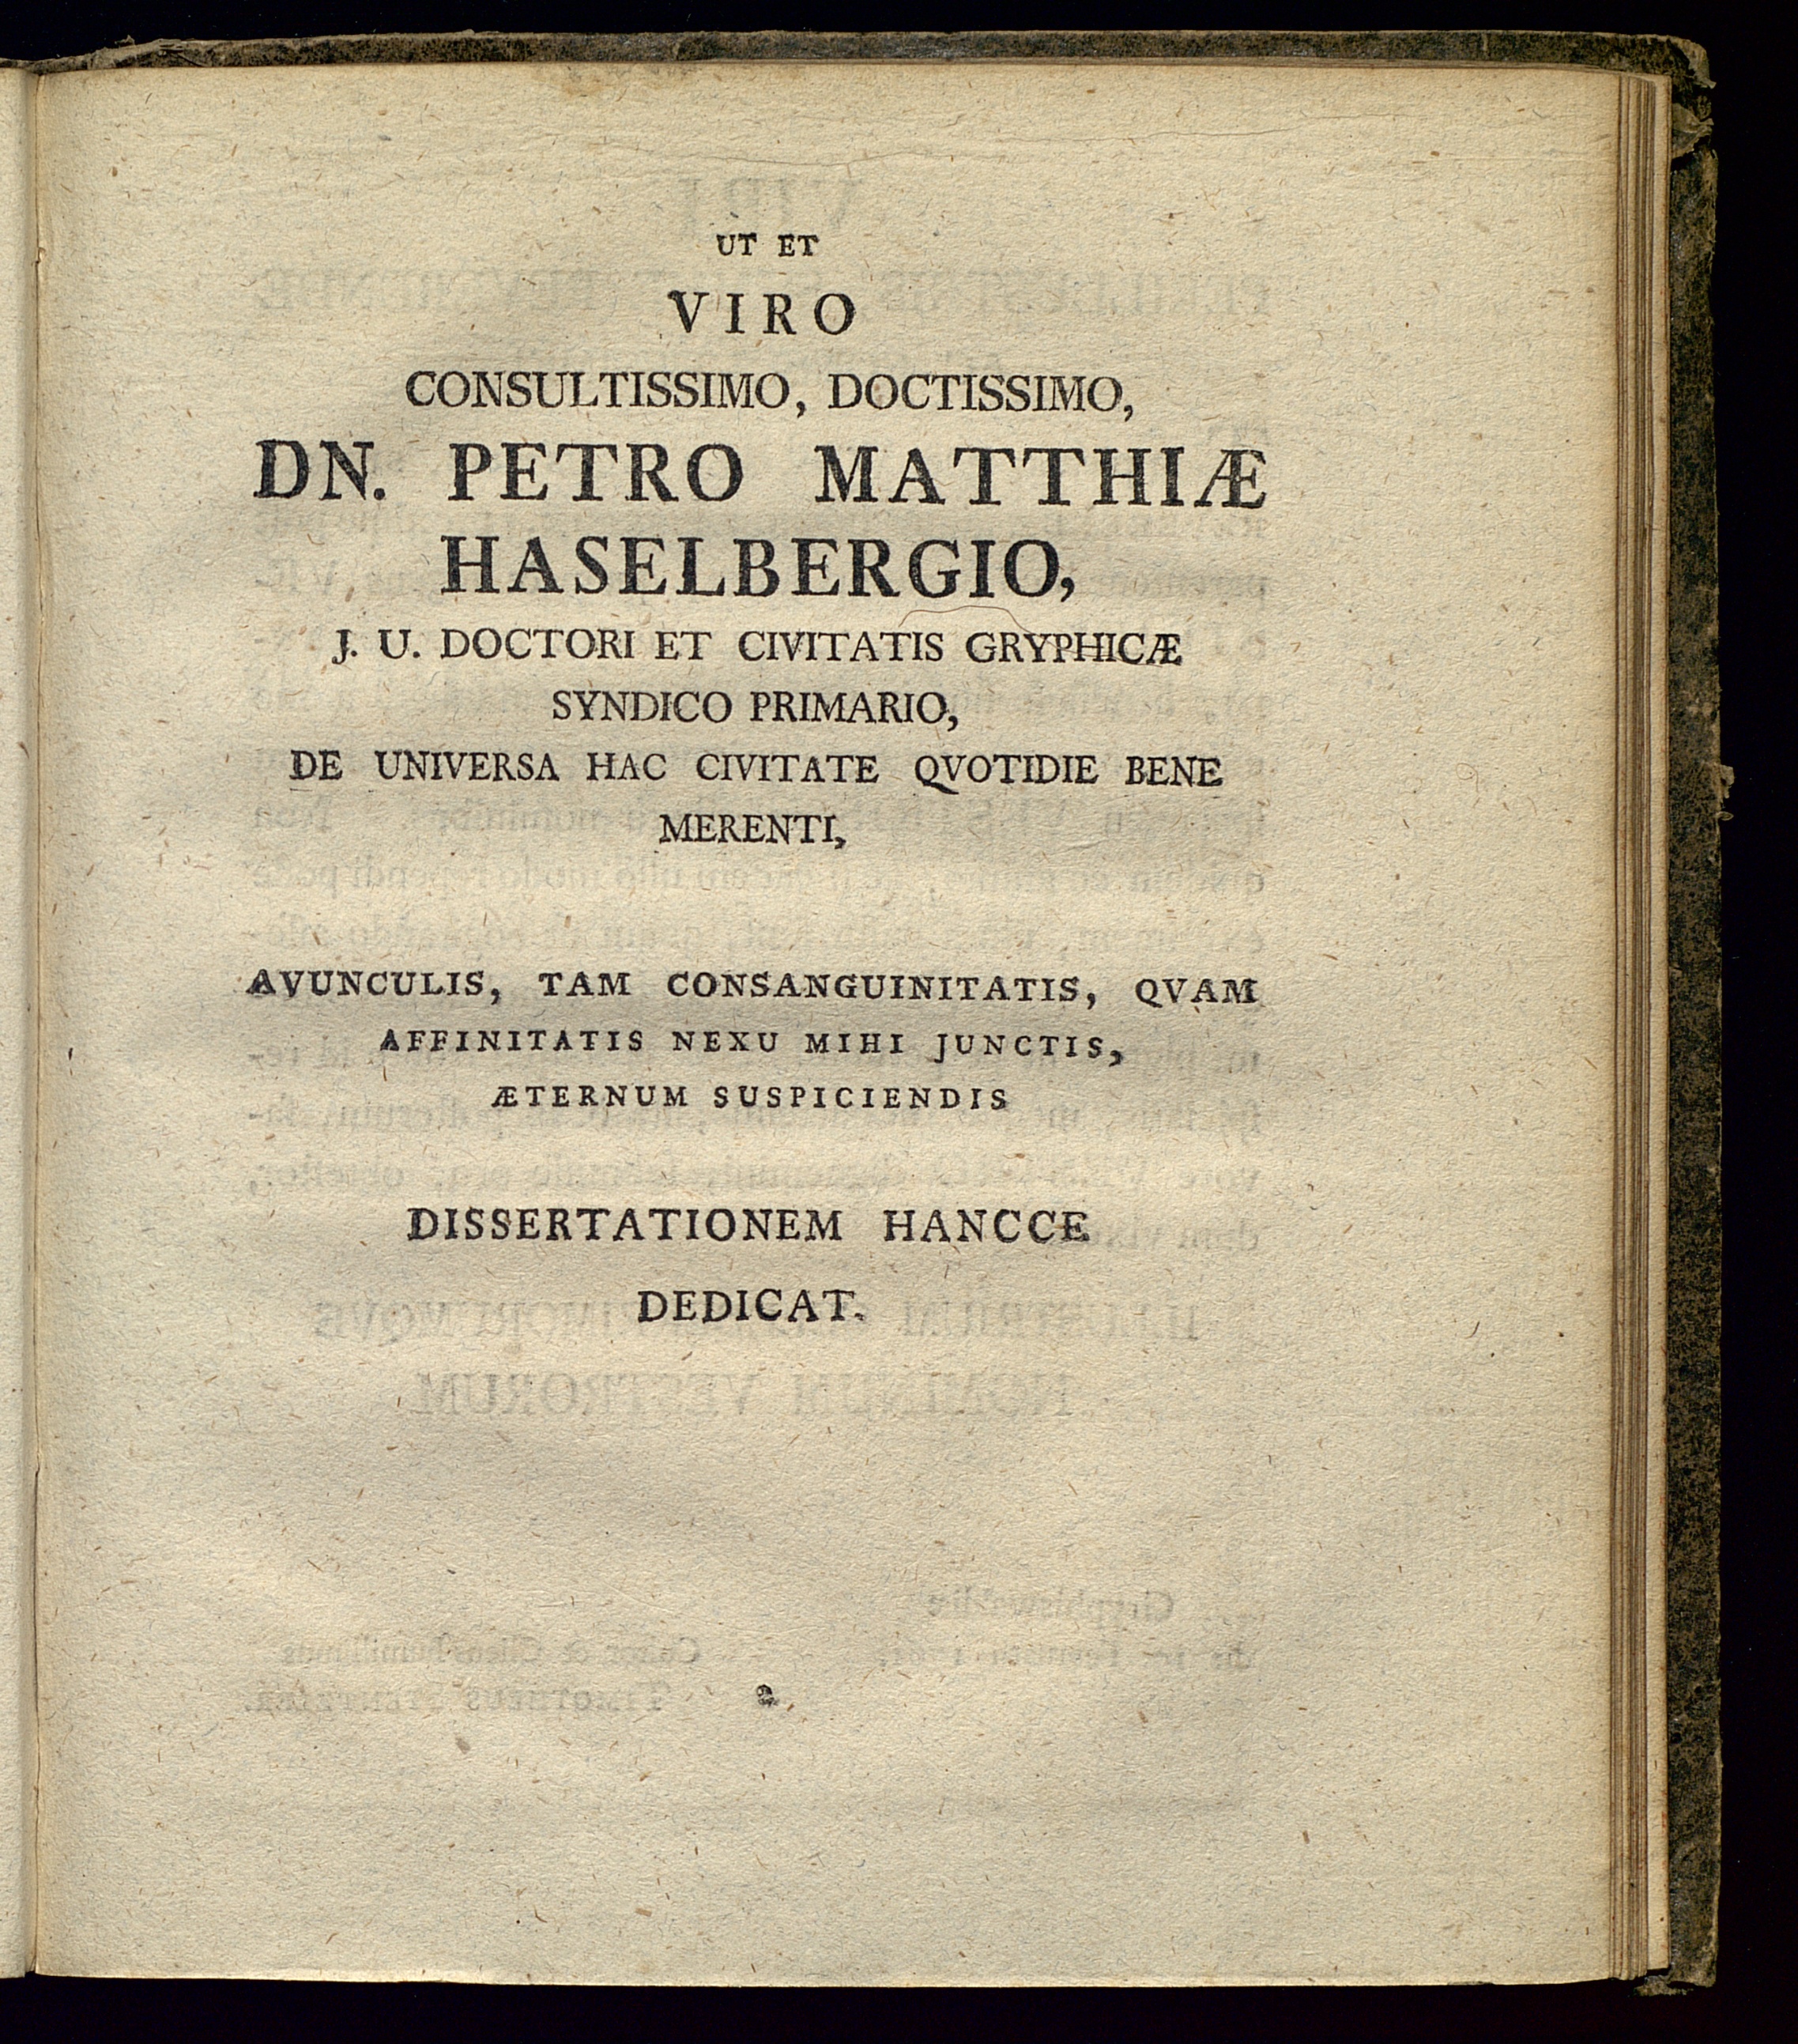 UT ET
VIRO
CONSULTISSIMO, DOCTISSIMO,
DN. PETRO MATTHIÆ
HASELBERGIO,
J. U. DOCTORI ET CIVITATIS GRYPHICÆ
SYNDICO PRIMARIO,
DE UNIVERSA HAC CIVITATE QVOTIDIE BENE
MERENTI,
AVUNCULIS, TAM CONSANGUINITATIS, QVAM
AFFINITATIS NEXU MIHI JUNCTIS,
ÆTERNUM SUSPICIENDIS
DISSERTATIONEM HANCCE
DEDICAT.